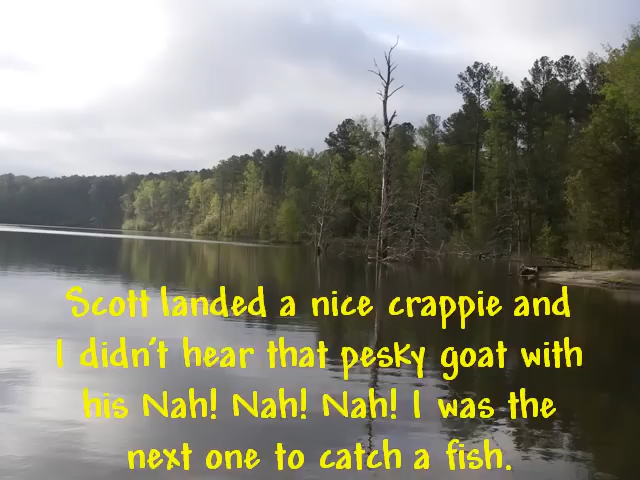 Scott landed a nice crappie and
I didn't hear that pesky goat with
his Nah! Nah! Nah! I was the
next one to catch a fish.